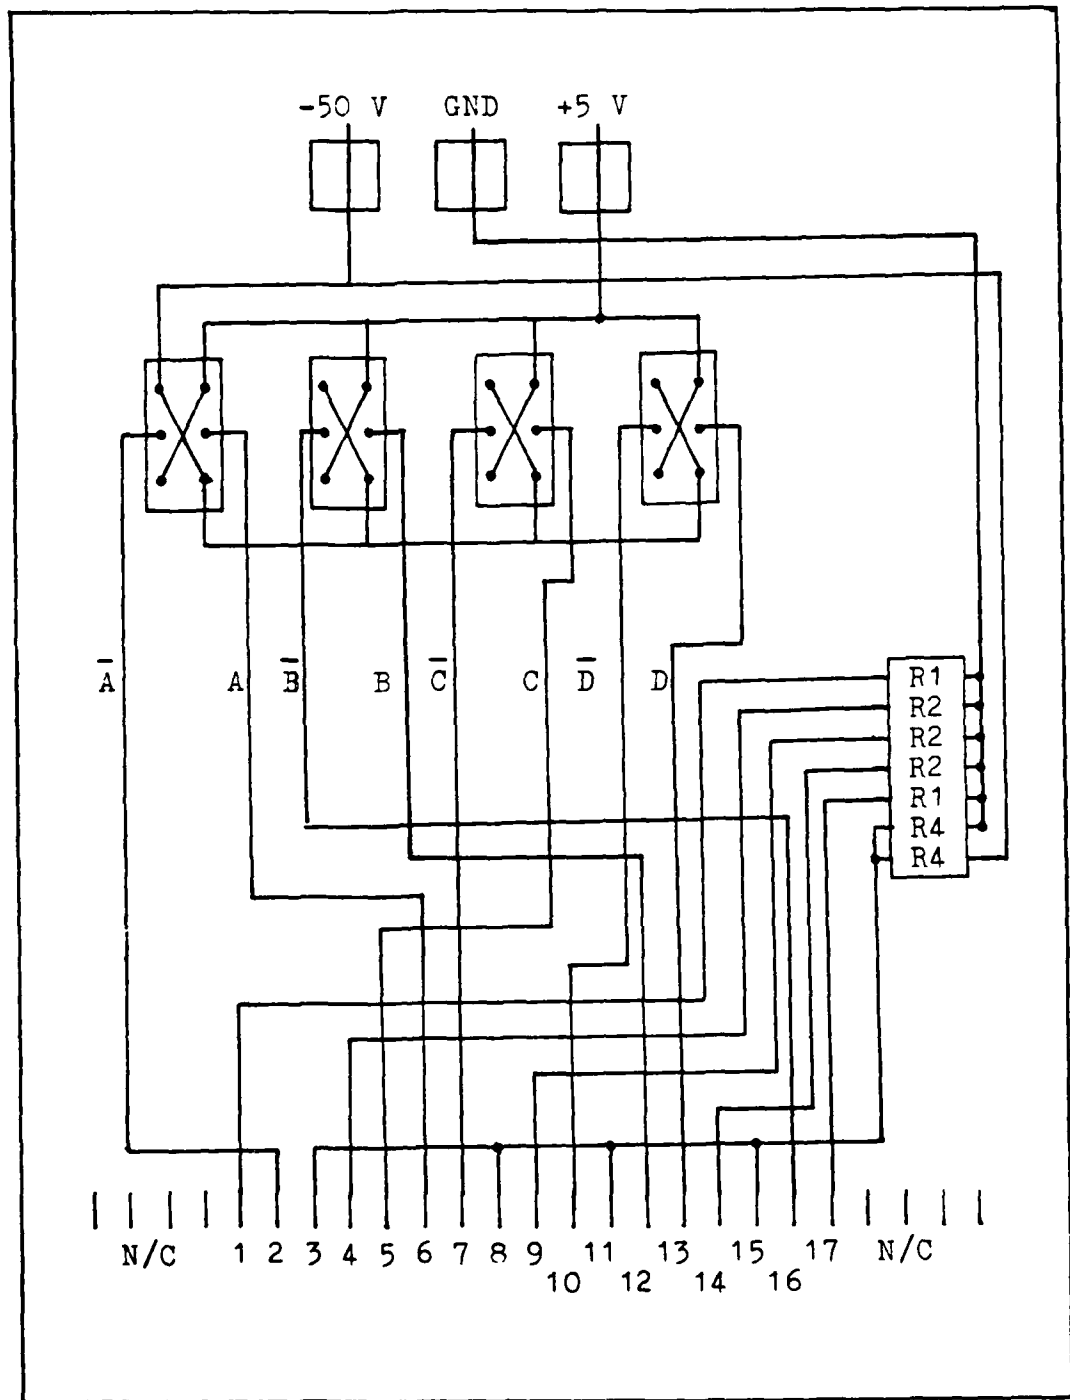 -50 V GND +5 V
A̅ A B̅ B C̅ C D̅ D
R1
R2
R2
R2
R1
R4
R4
N/C 1 2 3 4 5 6 7 8 9 11 13 15 17 N/C
10 12 14 16